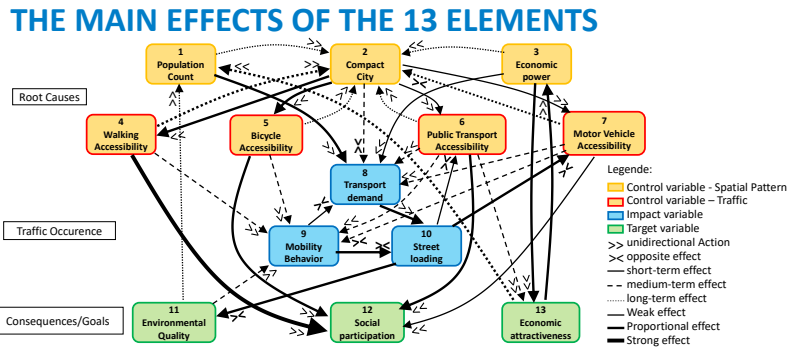 THE MAIN EFFECTS OF THE 13 ELEMENTS
1
Population
Count
2
Compact
City
3
Economic
power
Root Causes
4
Walking
Accessibility
5
Bicycle
Accessibility
6
Public Transport
Accessibility
7
Motor Vehicle
Accessibility
8
Transport
demand
Traffic Occurence
9
Mobility
Behavior
10
Street
loading
Consequences/Goals
11
Environmental
Quality
12
Social
participation
13
Economic
attractiveness
Legende:
Control variable - Spatial Pattern
Control variable – Traffic
Impact variable
Target variable
>> unidirectional Action
>< opposite effect
short-term effect
medium-term effect
long-term effect
Weak effect
Proportional effect
Strong effect